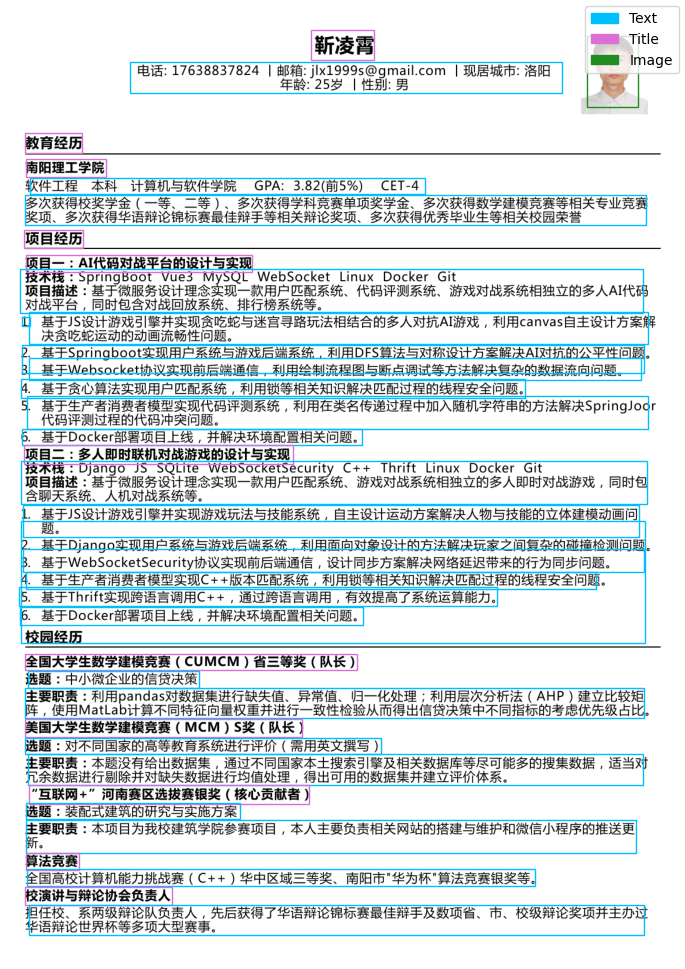 Text
Title
Image
靳凌霄
电话: 17638837824 丨邮箱: jlx1999s@gmail.com 丨现居城市: 洛阳
年龄: 25岁 丨性别: 男
教育经历
南阳理工学院
软件工程 本科 计算机与软件学院 GPA: 3.82(前5%) CET-4
多次获得校奖学金（一等、二等）、多次获得学科竞赛单项奖学金、多次获得数学建模竞赛等相关专业竞赛
奖项、多次获得华语辩论锦标赛最佳辩手等相关辩论奖项、多次获得优秀毕业生等相关校园荣誉
项目经历
项目一：AI代码对战平台的设计与实现
技术栈：SpringBoot Vue3 MySQL WebSocket Linux Docker Git
项目描述：基于微服务设计理念实现一款用户匹配系统、代码评测系统、游戏对战系统相独立的多人AI代码
对战平台，同时包含对战回放系统、排行榜系统等。
1. 基于JS设计游戏引擎并实现贪吃蛇与迷宫寻路玩法相结合的多人对抗AI游戏，利用canvas自主设计方案解
决贪吃蛇运动的动画流畅性问题。
2. 基于Springboot实现用户系统与游戏后端系统，利用DFS算法与对称设计方案解决AI对抗的公平性问题。
3. 基于Websocket协议实现前后端通信，利用绘制流程图与断点调试等方法解决复杂的数据流向问题。
4. 基于贪心算法实现用户匹配系统，利用锁等相关知识解决匹配过程的线程安全问题。
5. 基于生产者消费者模型实现代码评测系统，利用在类名传递过程中加入随机字符串的方法解决SpringJoor
代码评测过程的代码冲突问题。
6. 基于Docker部署项目上线，并解决环境配置相关问题。
项目二：多人即时联机对战游戏的设计与实现
技术栈：Django JS SQLite WebSocketSecurity C++ Thrift Linux Docker Git
项目描述：基于微服务设计理念实现一款用户匹配系统、游戏对战系统相独立的多人即时对战游戏，同时包
含聊天系统、人机对战系统等。
1. 基于JS设计游戏引擎并实现游戏玩法与技能系统，自主设计运动方案解决人物与技能的立体建模动画问
题。
2. 基于Django实现用户系统与游戏后端系统，利用面向对象设计的方法解决玩家之间复杂的碰撞检测问题。
3. 基于WebSocketSecurity协议实现前后端通信，设计同步方案解决网络延迟带来的行为同步问题。
4. 基于生产者消费者模型实现C++版本匹配系统，利用锁等相关知识解决匹配过程的线程安全问题。
5. 基于Thrift实现跨语言调用C++，通过跨语言调用，有效提高了系统运算能力。
6. 基于Docker部署项目上线，并解决环境配置相关问题。
校园经历
全国大学生数学建模竞赛（CUMCM）省三等奖（队长）
选题：中小微企业的信贷决策
主要职责：利用pandas对数据集进行缺失值、异常值、归一化处理；利用层次分析法（AHP）建立比较矩
阵，使用MatLab计算不同特征向量权重并进行一致性检验从而得出信贷决策中不同指标的考虑优先级占比。
美国大学生数学建模竞赛（MCM）S奖（队长）
选题：对不同国家的高等教育系统进行评价（需用英文撰写）
主要职责：本题没有给出数据集，通过不同国家本土搜索引擎及相关数据库等尽可能多的搜集数据，适当对
冗余数据进行剔除并对缺失数据进行均值处理，得出可用的数据集并建立评价体系。
“互联网+”河南赛区选拔赛银奖（核心贡献者）
选题：装配式建筑的研究与实施方案
主要职责：本项目为我校建筑学院参赛项目，本人主要负责相关网站的搭建与维护和微信小程序的推送更
新。
算法竞赛
全国高校计算机能力挑战赛（C++）华中区域三等奖、南阳市"华为杯"算法竞赛银奖等。
校演讲与辩论协会负责人
担任校、系两级辩论队负责人，先后获得了华语辩论锦标赛最佳辩手及数项省、市、校级辩论奖项并主办过
华语辩论世界杯等多项大型赛事。